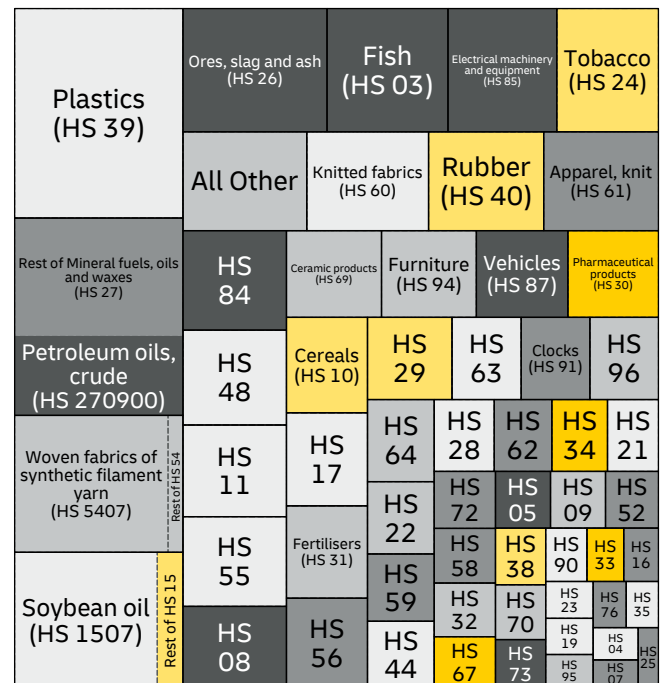 Plastics
(HS 39)
Ores, slag and ash
(HS 26)
Fish
(HS 03)
Electrical machinery
and equipment
(HS 85)
Tobacco
(HS 24)
All Other
Knitted fabrics
(HS 60)
Rubber
(HS 40)
Apparel, knit
(HS 61)
Rest of Mineral fuels, oils
and waxes
(HS 27)
HS
84
Ceramic products
(HS 69)
Furniture
(HS 94)
Vehicles
(HS 87)
Pharmaceutical
products
(HS 30)
Petroleum oils,
crude
(HS 270900)
HS
48
Cereals
(HS 10)
HS
29
HS
63
Clocks
(HS 91)
HS
96
Woven fabrics of
synthetic filament
yarn
(HS 5407)
Rest of HS 54
HS
11
HS
17
HS
64
HS
28
HS
62
HS
34
HS
21
HS
22
HS
72
HS
05
HS
09
HS
52
HS
55
Fertilisers
(HS 31)
HS
59
HS
58
HS
38
HS
90
HS
33
HS
16
Soybean oil
(HS 1507)
Rest of HS 15
HS
08
HS
56
HS
44
HS
32
HS
70
HS
23
HS
76
HS
35
HS
19
HS
04
HS
25
HS
67
HS
73
HS
95
HS
07